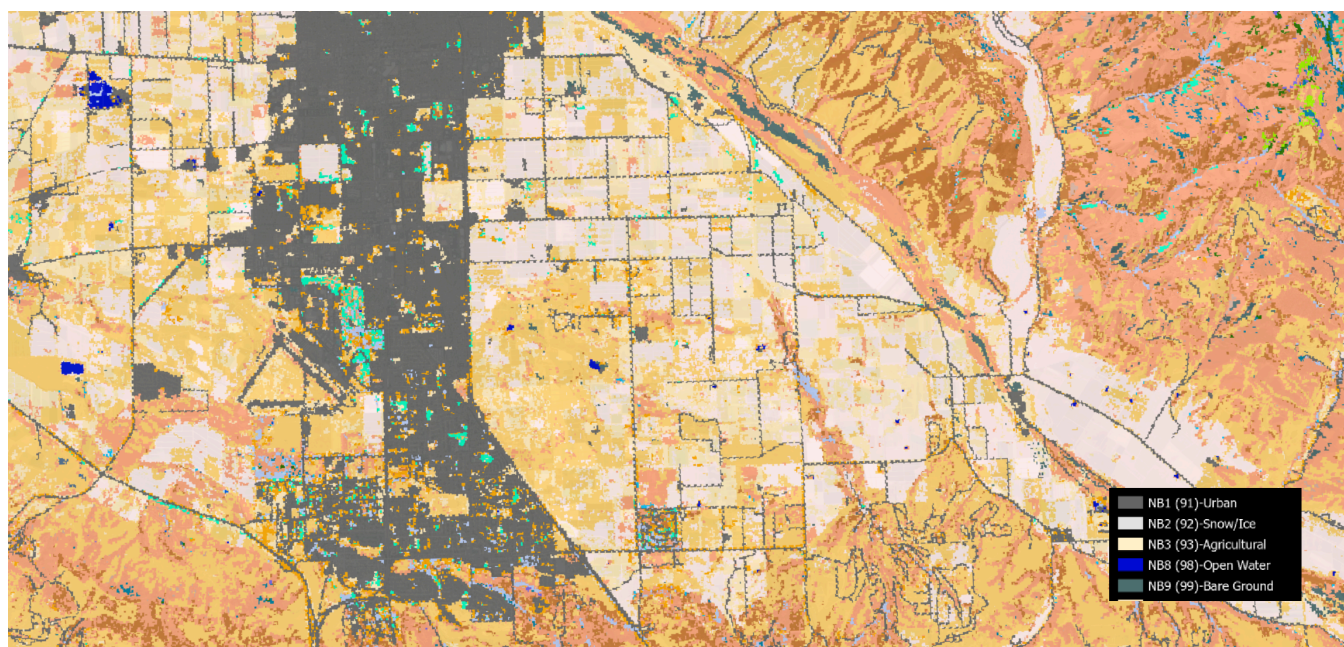 NB1 (91)-Urban
NB2 (92)-Snow/Ice
NB3 (93)-Agricultural
NB8 (98)-Open Water
NB9 (99)-Bare Ground